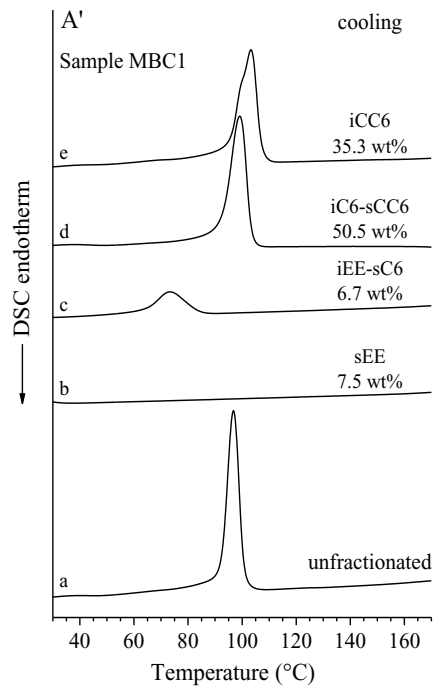 A'
cooling
Sample MBC1
iCC6
35.3 wt%
e
iC6-sCC6
50.5 wt%
d
iEE-sC6
6.7 wt%
c
sEE
7.5 wt%
b
unfractionated
a
DSC endotherm
40 60 80 100 120 140 160
Temperature (°C)